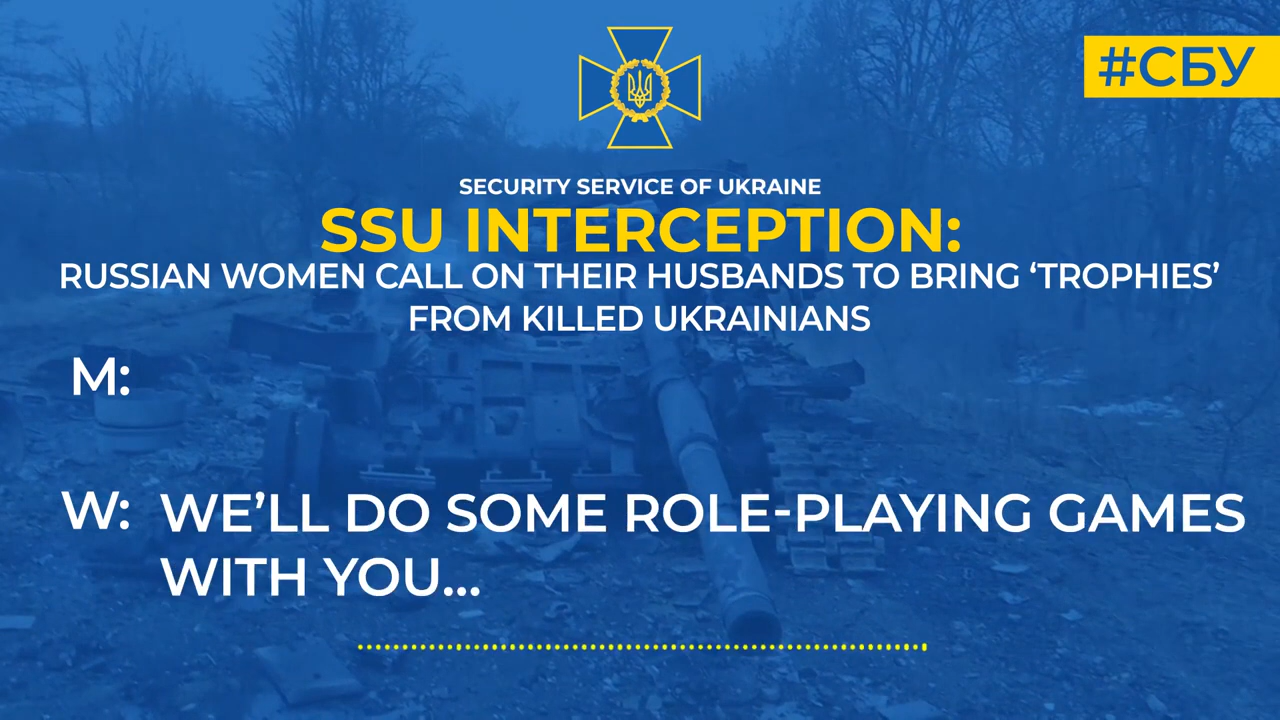 #СБУ
SECURITY SERVICE OF UKRAINE
SSU INTERCEPTION:
RUSSIAN WOMEN CALL ON THEIR HUSBANDS TO BRING ‘TROPHIES’
FROM KILLED UKRAINIANS
M:
W: WE’LL DO SOME ROLE-PLAYING GAMES
WITH YOU...